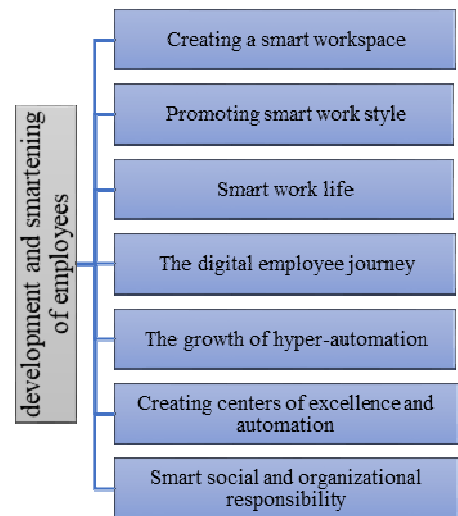 development and smartening
of employees
Creating a smart workspace
Promoting smart work style
Smart work life
The digital employee journey
The growth of hyper-automation
Creating centers of excellence and
automation
Smart social and organizational
responsibility